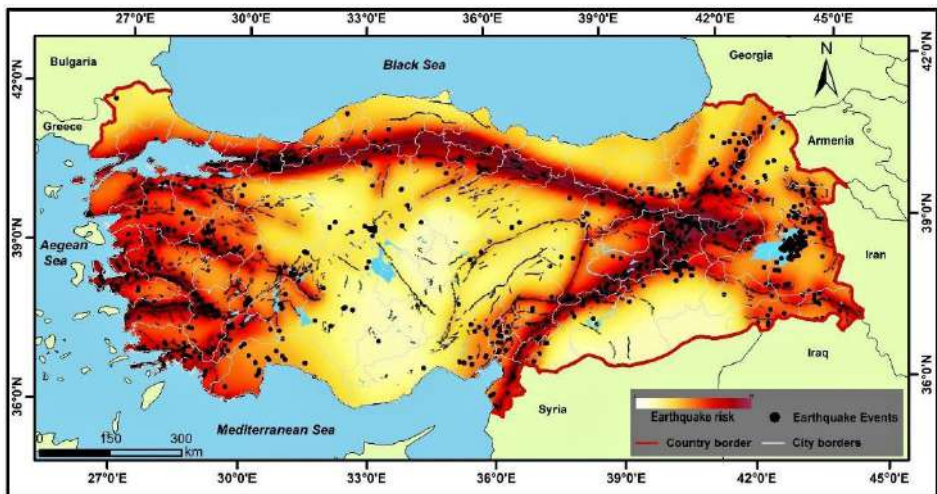 27°0'E 30°0'E 33°0'E 36°0'E 39°0'E 42°0'E 45°0'E
Bulgaria
Black Sea
Georgia
N
42°0'N
42°0'N
Greece
Armenia
39°0'N
39°0'N
Aegean
Sea
Iran
Iraq
36°0'N
36°0'N
Syria
Mediterranean Sea
Earthquake risk
Earthquake Events
Country border
City borders
0 150 300
km
27°0'E 30°0'E 33°0'E 36°0'E 39°0'E 42°0'E 45°0'E